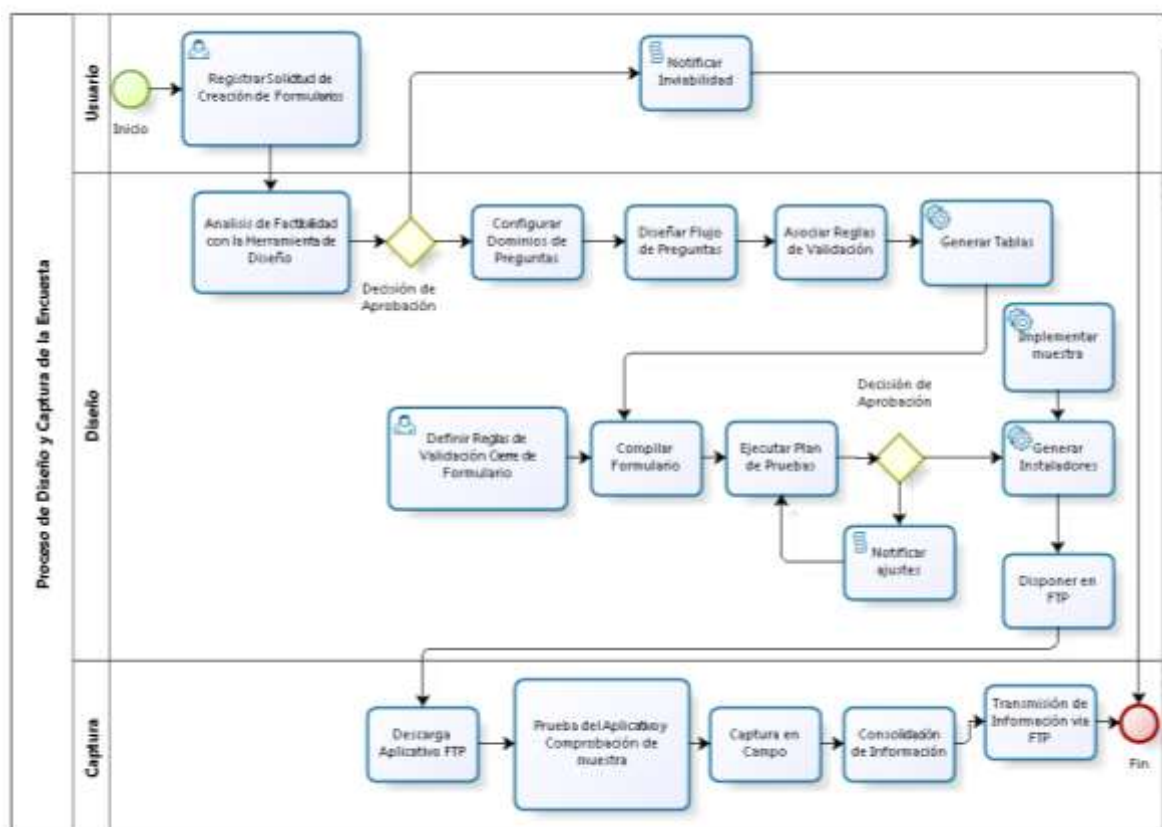 Proceso de Diseño y Captura de la Encuesta
Usuario
Inicio
Registrar Solicitud de
Creación de Formularios
Notificar
Inviabilidad
Diseño
Analisis de Factibilidad
con la Herramienta de
Diseño
Decisión de
Aprobación
Configurar
Dominios de
Preguntas
Diseñar Flujo
de Preguntas
Asociar Reglas
de Validación
Generar Tablas
Implementar
muestra
Definir Reglas de
Validación Cierre de
Formulario
Compilar
Formulario
Ejecutar Plan
de Pruebas
Decisión de
Aprobación
Generar
Instaladores
Notificar
ajustes
Disponer en
FTP
Captura
Descarga
Aplicativo FTP
Prueba del Aplicativo y
Comprobación de
muestra
Captura en
Campo
Consolidación
de Información
Transmisión de
Información via
FTP
Fin